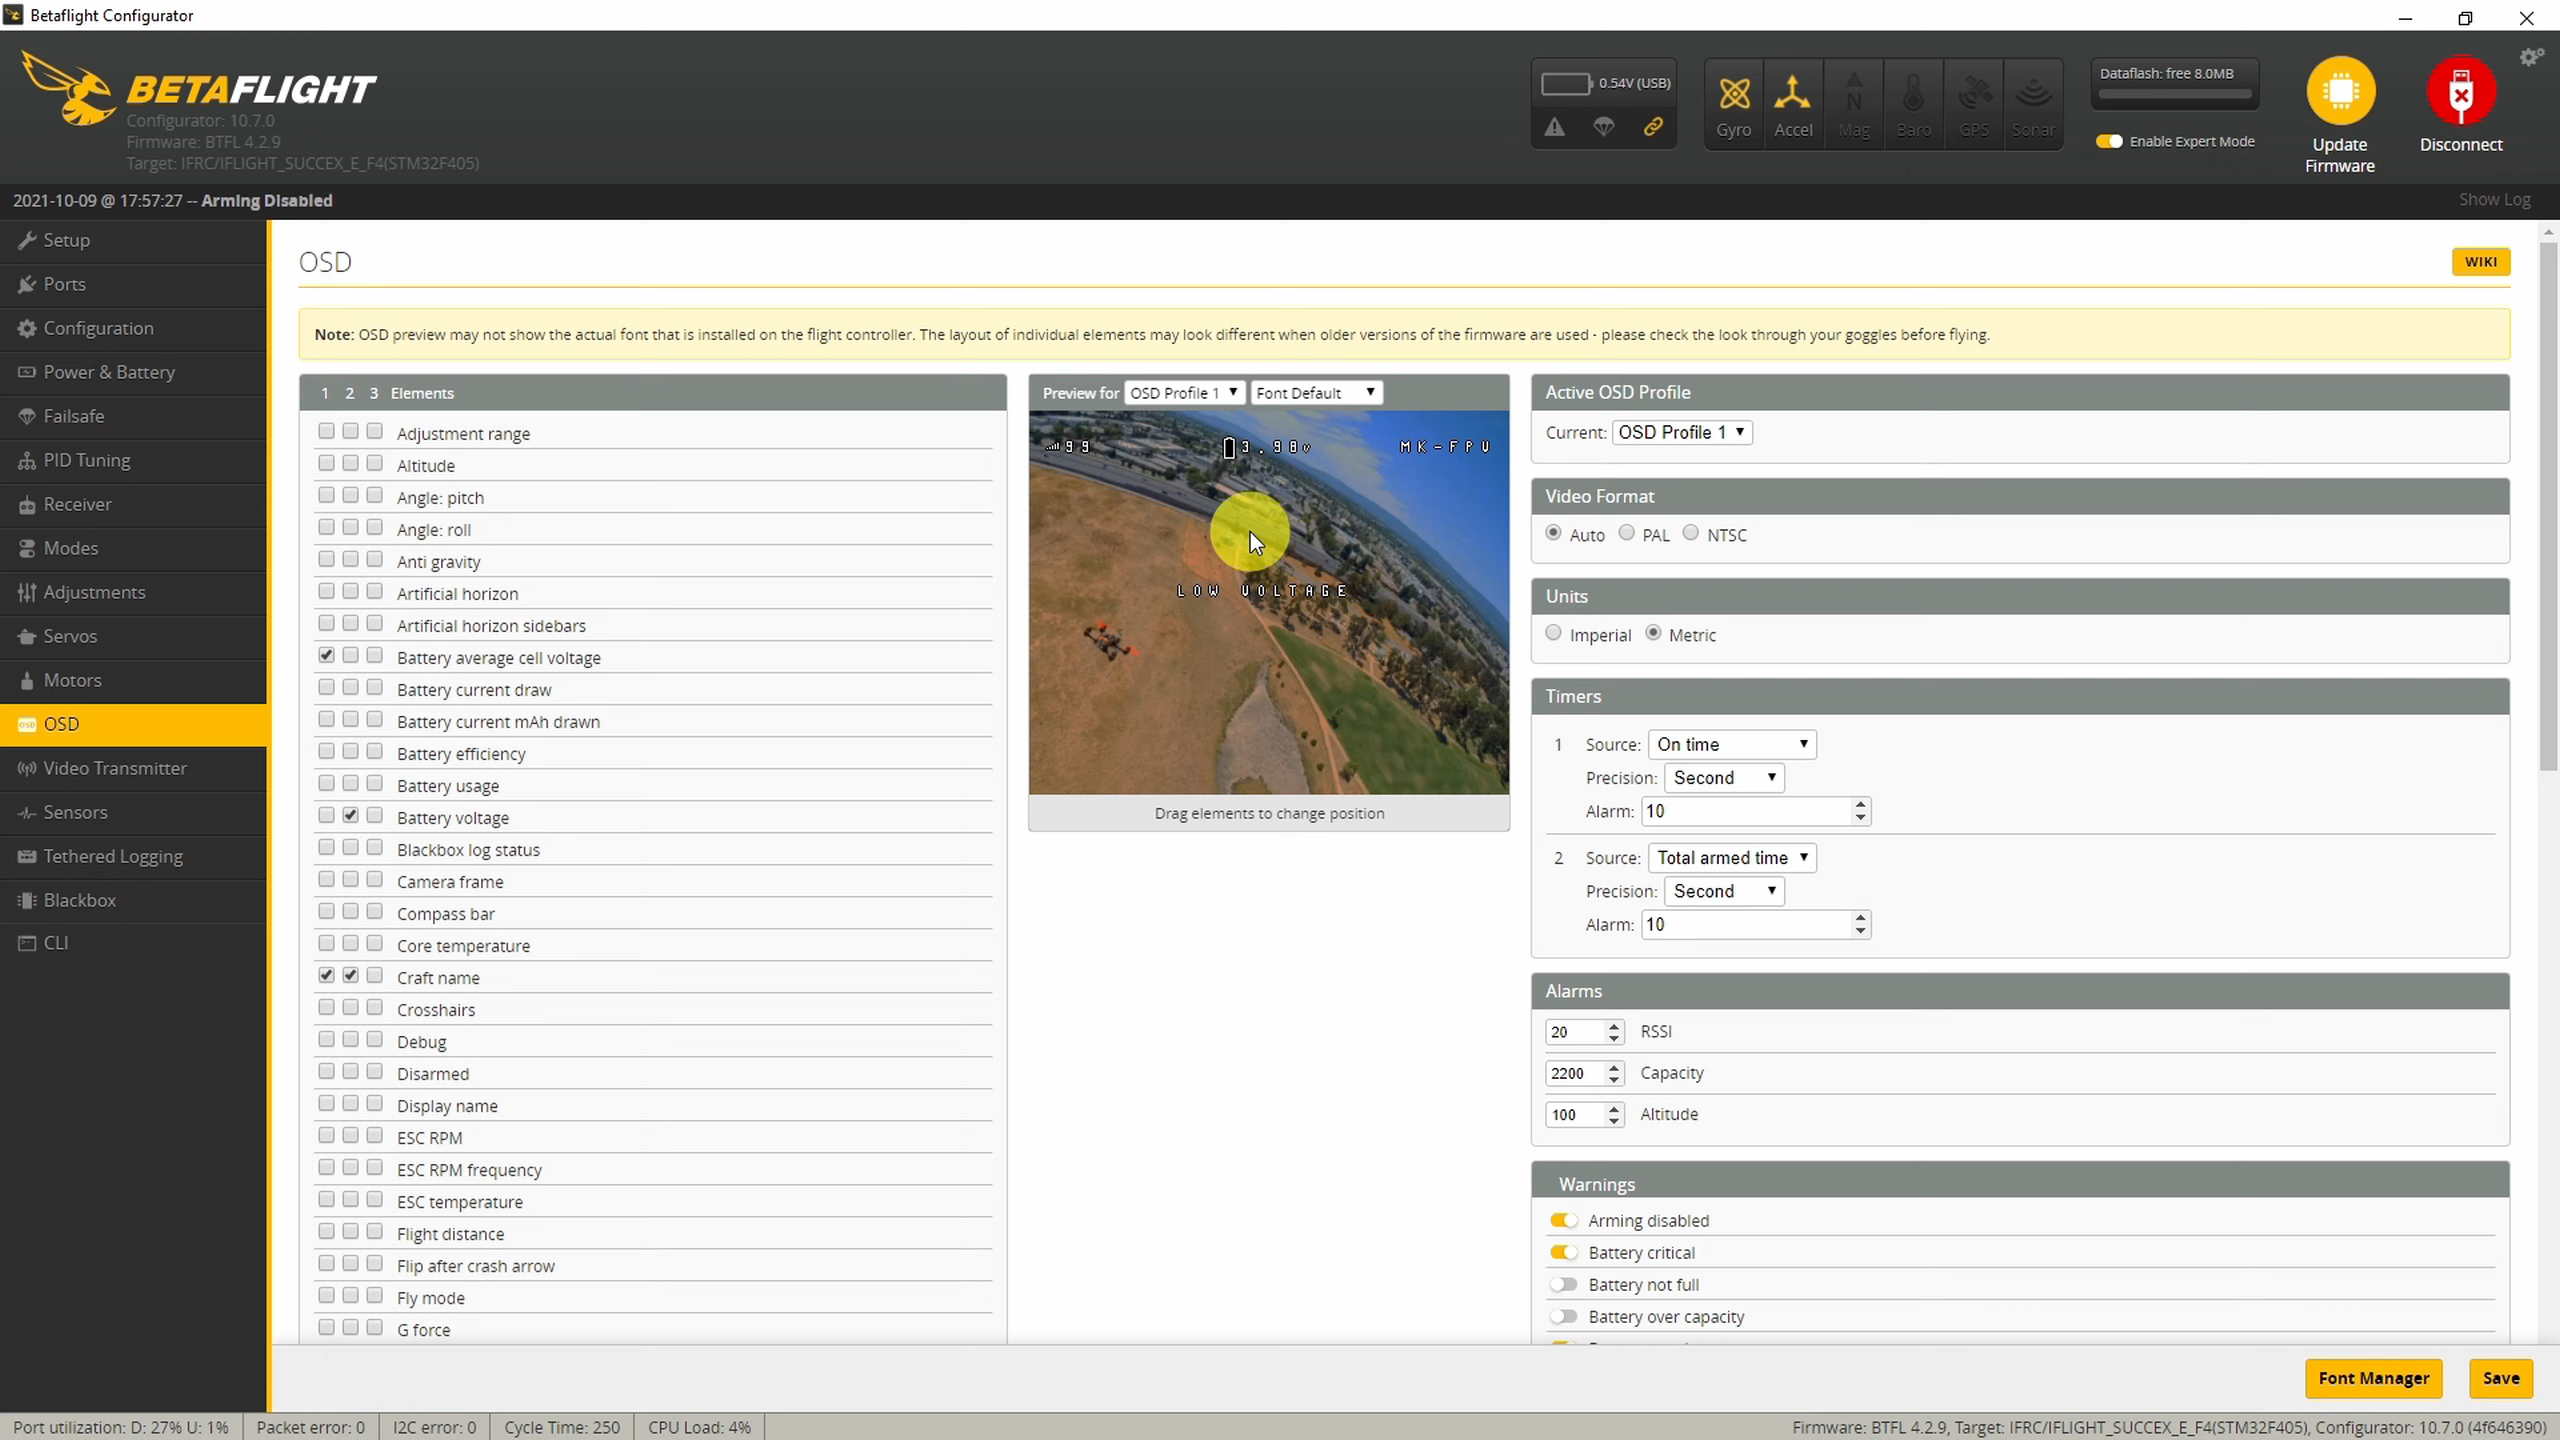 Betaflight Configurator
BETAFLIGHT
Configurator: 10.7.0
Firmware: BTFL 4.2.9
Target: IFRC/IFLIGHT_SUCCEX_E_F4(STM32F405)
0.54V (USB)
Gyro
Accel
Mag
Baro
GPS
Sonar
Dataflash: free 8.0MB
Enable Expert Mode
Update
Firmware
Disconnect
2021-10-09 @ 17:57:27 -- Arming Disabled
Show Log
Setup
Ports
Configuration
Power & Battery
Failsafe
PID Tuning
Receiver
Modes
Adjustments
Servos
Motors
OSD
Video Transmitter
Sensors
Tethered Logging
Blackbox
CLI
OSD
WIKI
Note: OSD preview may not show the actual font that is installed on the flight controller. The layout of individual elements may look different when older versions of the firmware are used - please check the look through your goggles before flying.
1 2 3 Elements
Adjustment range
Altitude
Angle: pitch
Angle: roll
Anti gravity
Artificial horizon
Artificial horizon sidebars
Battery average cell voltage
Battery current draw
Battery current mAh drawn
Battery efficiency
Battery usage
Battery voltage
Blackbox log status
Camera frame
Compass bar
Core temperature
Craft name
Crosshairs
Debug
Disarmed
Display name
ESC RPM
ESC RPM frequency
ESC temperature
Flight distance
Flip after crash arrow
Fly mode
G force
Preview for OSD Profile 1 Font Default
99 3.98V MK-FPV
LOW VOLTAGE
Drag elements to change position
Active OSD Profile
Current: OSD Profile 1
Video Format
Auto PAL NTSC
Units
Imperial Metric
Timers
1 Source: On time
Precision: Second
Alarm: 10
2 Source: Total armed time
Precision: Second
Alarm: 10
Alarms
20 RSSI
2200 Capacity
100 Altitude
Warnings
Arming disabled
Battery critical
Battery not full
Battery over capacity
Font Manager
Save
Port utilization: D: 27% U: 1%
Packet error: 0
I2C error: 0
Cycle Time: 250
CPU Load: 4%
Firmware: BTFL 4.2.9, Target: IFRC/IFLIGHT_SUCCEX_E_F4(STM32F405), Configurator: 10.7.0 (4f646390)